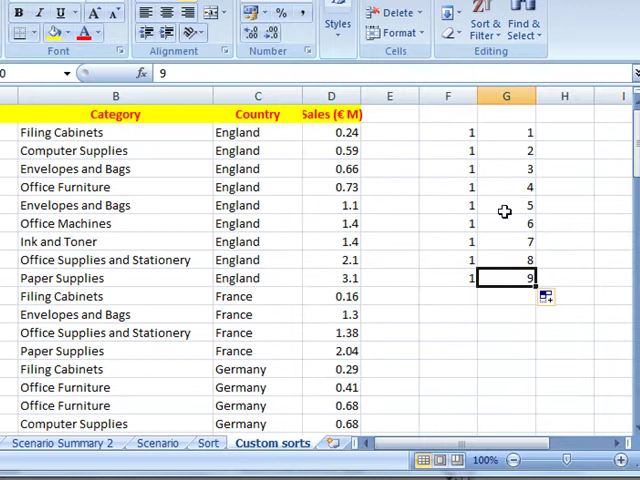 B I U A A Styles Delete Sort & Find &
$ % , Format Filter Select
Font Alignment Number Cells Editing
0 fx 9
B C D E F G H I
Category Country Sales (€ M)
Filing Cabinets England 0.24 1 1
Computer Supplies England 0.59 1 2
Envelopes and Bags England 0.66 1 3
Office Furniture England 0.73 1 4
Envelopes and Bags England 1.1 1 5
Office Machines England 1.4 1 6
Ink and Toner England 1.4 1 7
Office Supplies and Stationery England 2.1 1 8
Paper Supplies England 3.1 1 9
Filing Cabinets France 0.16
Envelopes and Bags France 1.3
Office Supplies and Stationery France 1.38
Paper Supplies France 2.04
Filing Cabinets Germany 0.29
Office Furniture Germany 0.41
Office Furniture Germany 0.68
Computer Supplies Germany 0.68
Scenario Summary 2 Scenario Sort Custom sorts
100%